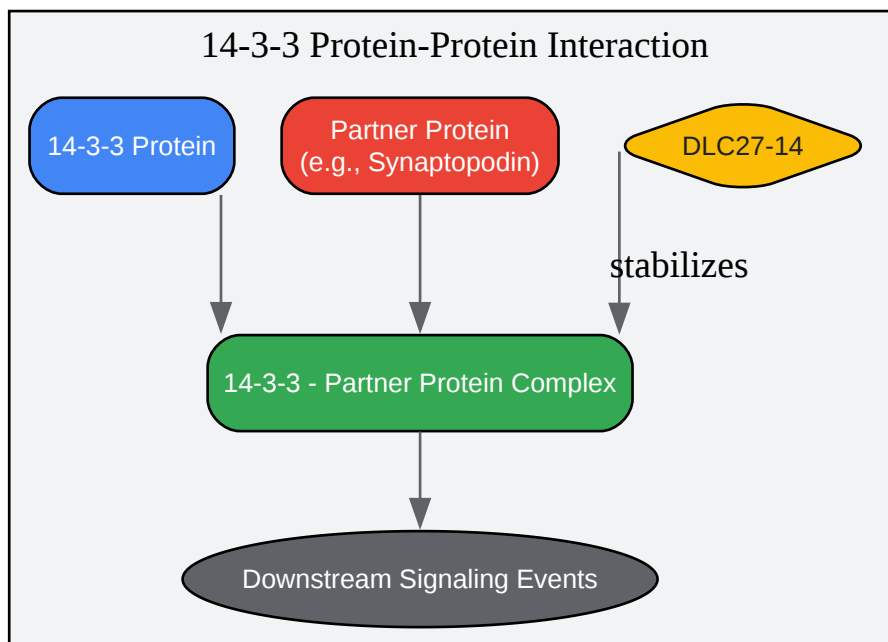 14-3-3 Protein-Protein Interaction
14-3-3 Protein
Partner Protein
(e.g., Synaptopodin)
DLC27-14
stabilizes
14-3-3 - Partner Protein Complex
Downstream Signaling Events